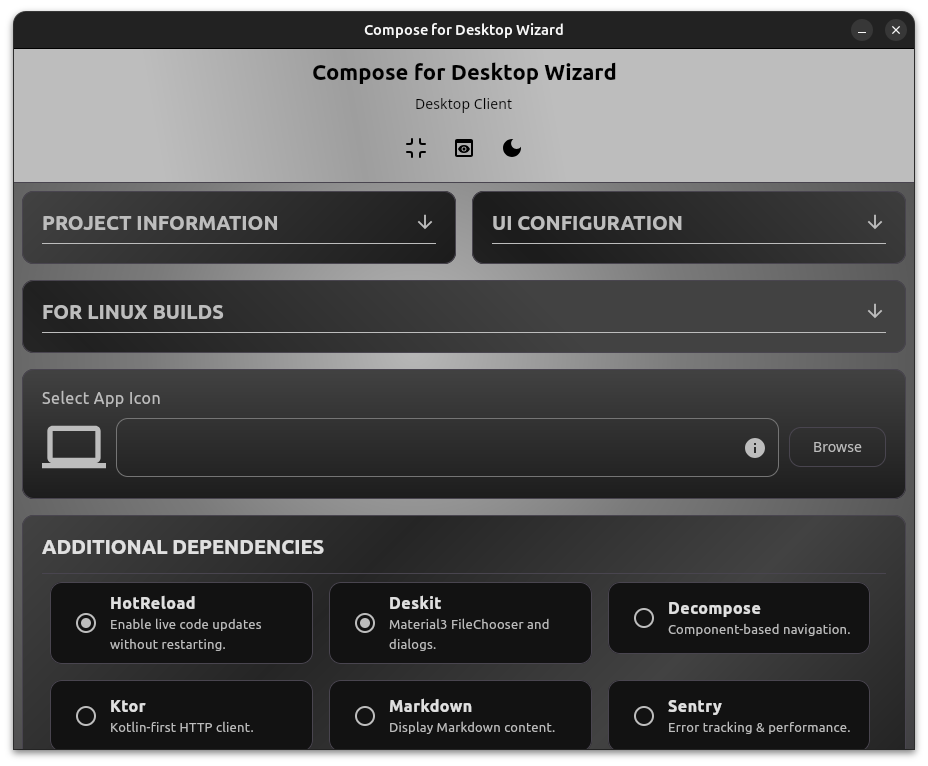 Compose for Desktop Wizard
Compose for Desktop Wizard
Desktop Client
PROJECT INFORMATION
UI CONFIGURATION
FOR LINUX BUILDS
Select App Icon
Browse
ADDITIONAL DEPENDENCIES
HotReload
Enable live code updates
without restarting.
Deskit
Material3 FileChooser and
dialogs.
Decompose
Component-based navigation.
Ktor
Kotlin-first HTTP client.
Markdown
Display Markdown content.
Sentry
Error tracking & performance.